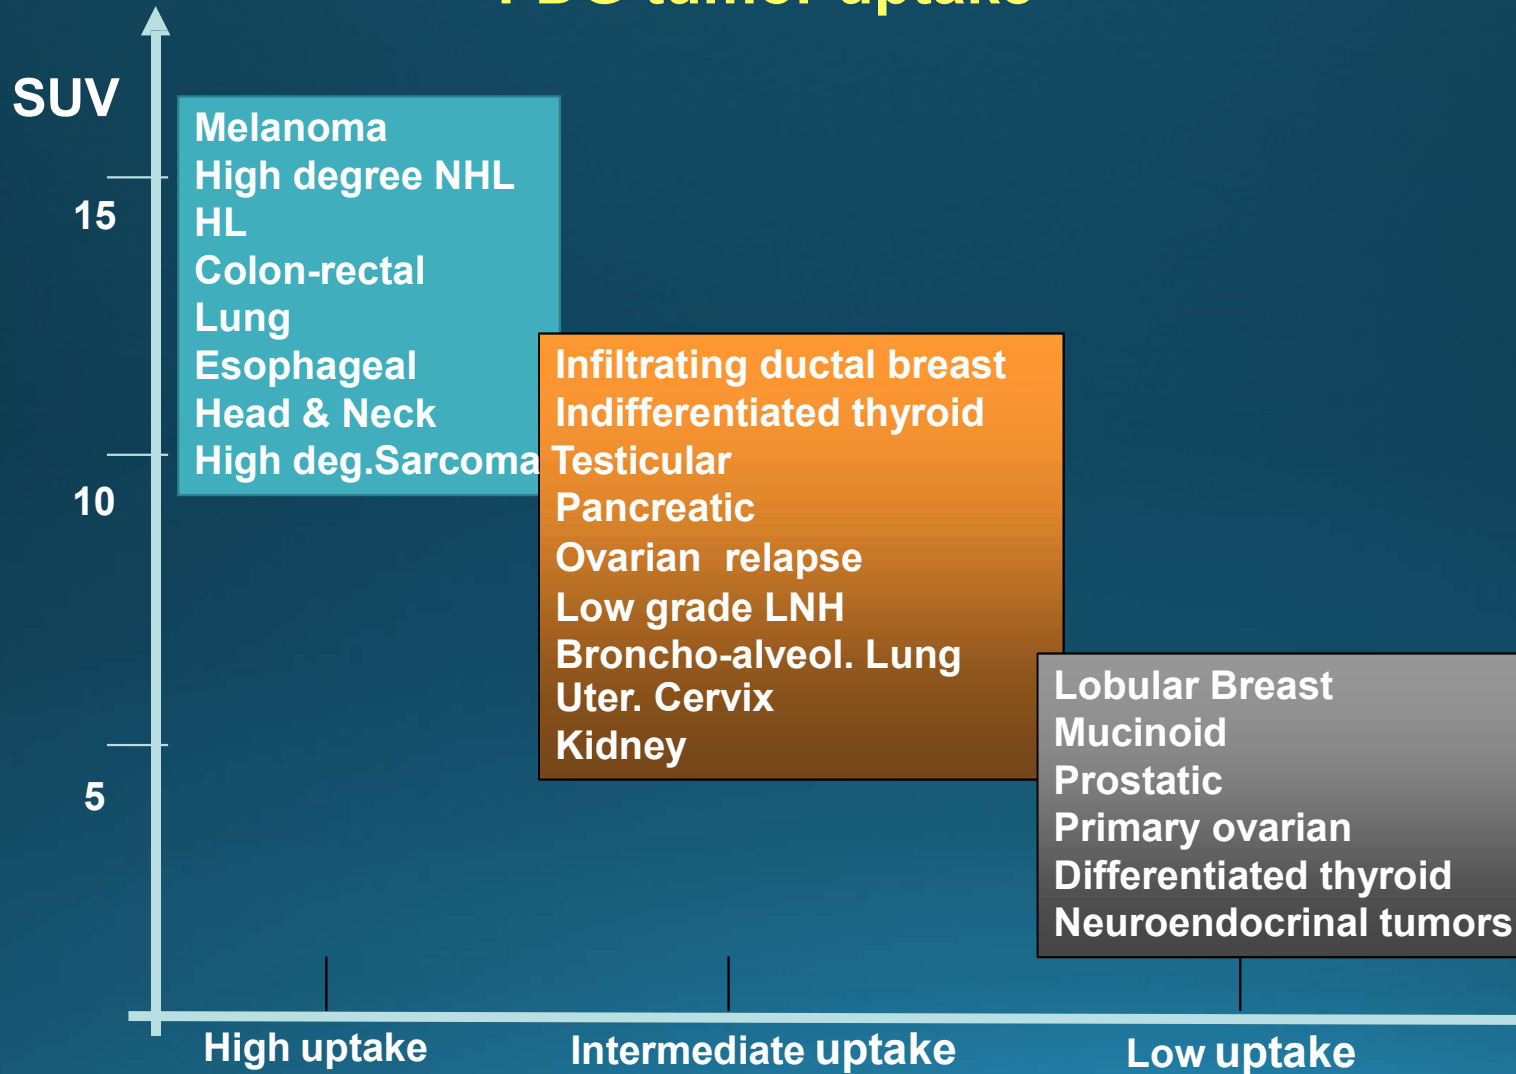 tumor uptake
SUV
15
10
5
Melanoma
High degree NHL
HL
Colon-rectal
Lung
Esophageal
Head & Neck
High deg.Sarcoma
Infiltrating ductal breast
Indifferentiated thyroid
Testicular
Pancreatic
Ovarian relapse
Low grade LNH
Broncho-alveol. Lung
Uter. Cervix
Kidney
Lobular Breast
Mucinoid
Prostatic
Primary ovarian
Differentiated thyroid
Neuroendocrinal tumors
High uptake
Intermediate uptake
Low uptake